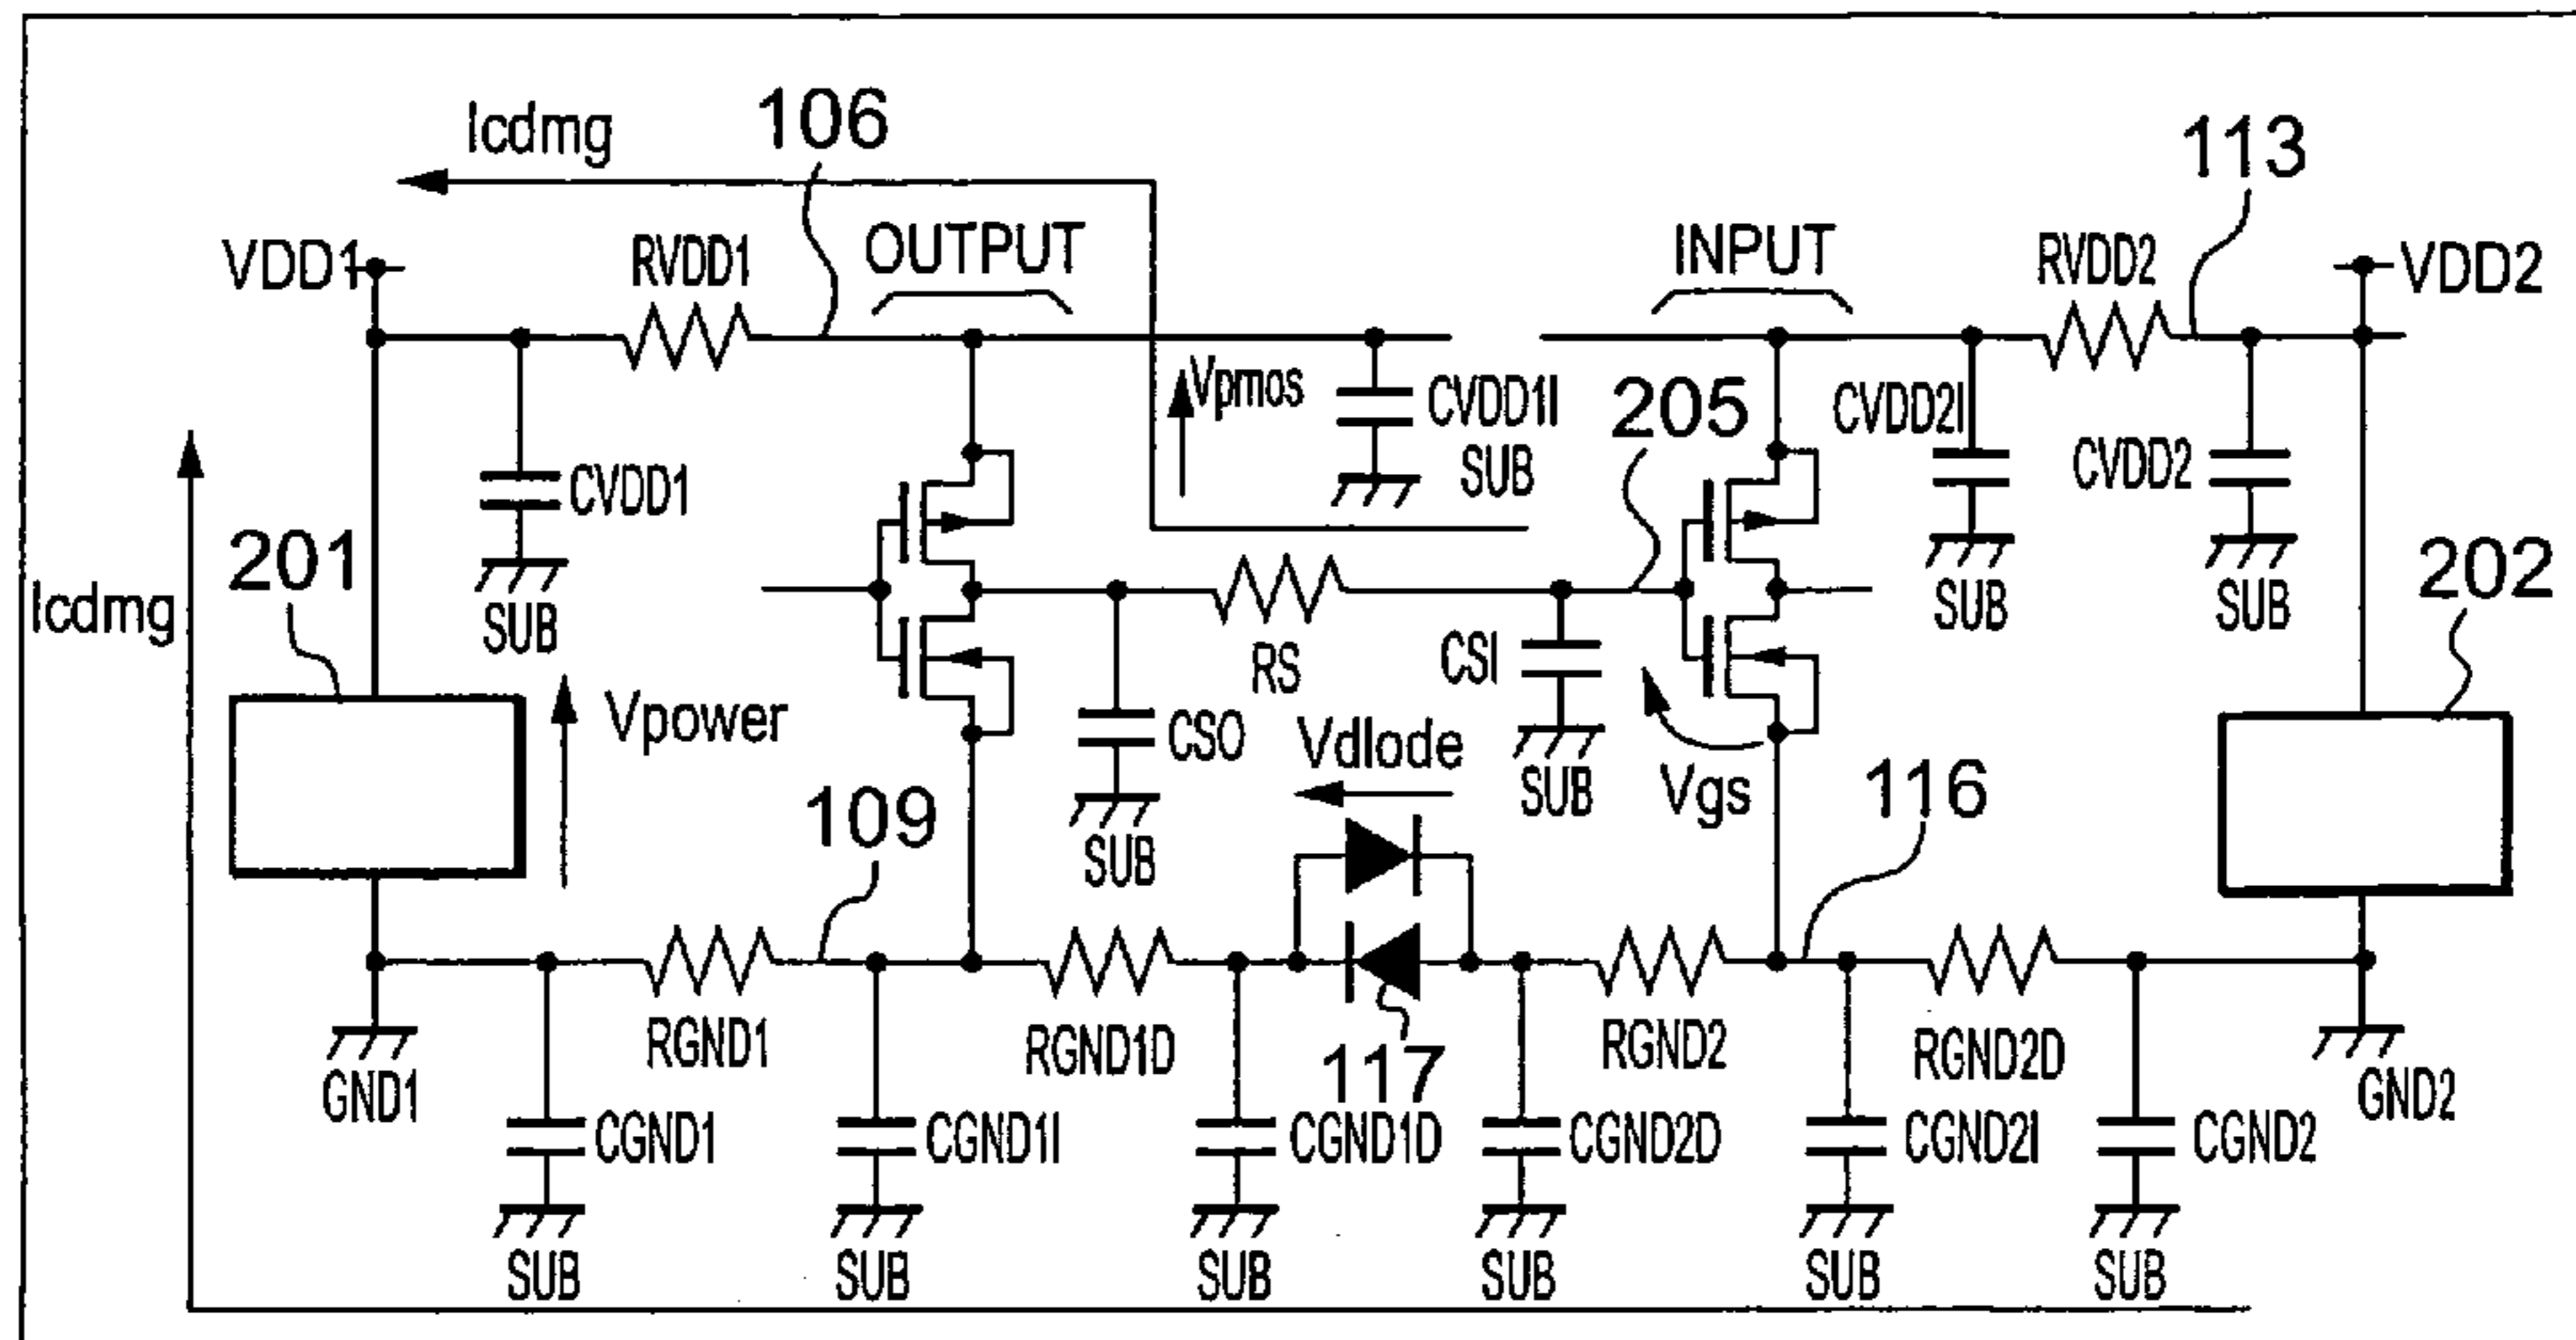 Icdmg
106
113
VDD1
RVDD1
OUTPUT
INPUT
RVDD2
VDD2
Vpmos
CVDD1I
SUB
205
CVDD2I
CVDD2
CVDD1
201
SUB
SUB
SUB
202
Icdmg
RS
CSI
Vpower
CSO
Vdlode
SUB
Vgs
109
SUB
116
RGND1
RGND1D
117
RGND2
RGND2D
GND1
GND2
CGND1
CGND1I
CGND1D
CGND2D
CGND2I
CGND2
SUB
SUB
SUB
SUB
SUB
SUB